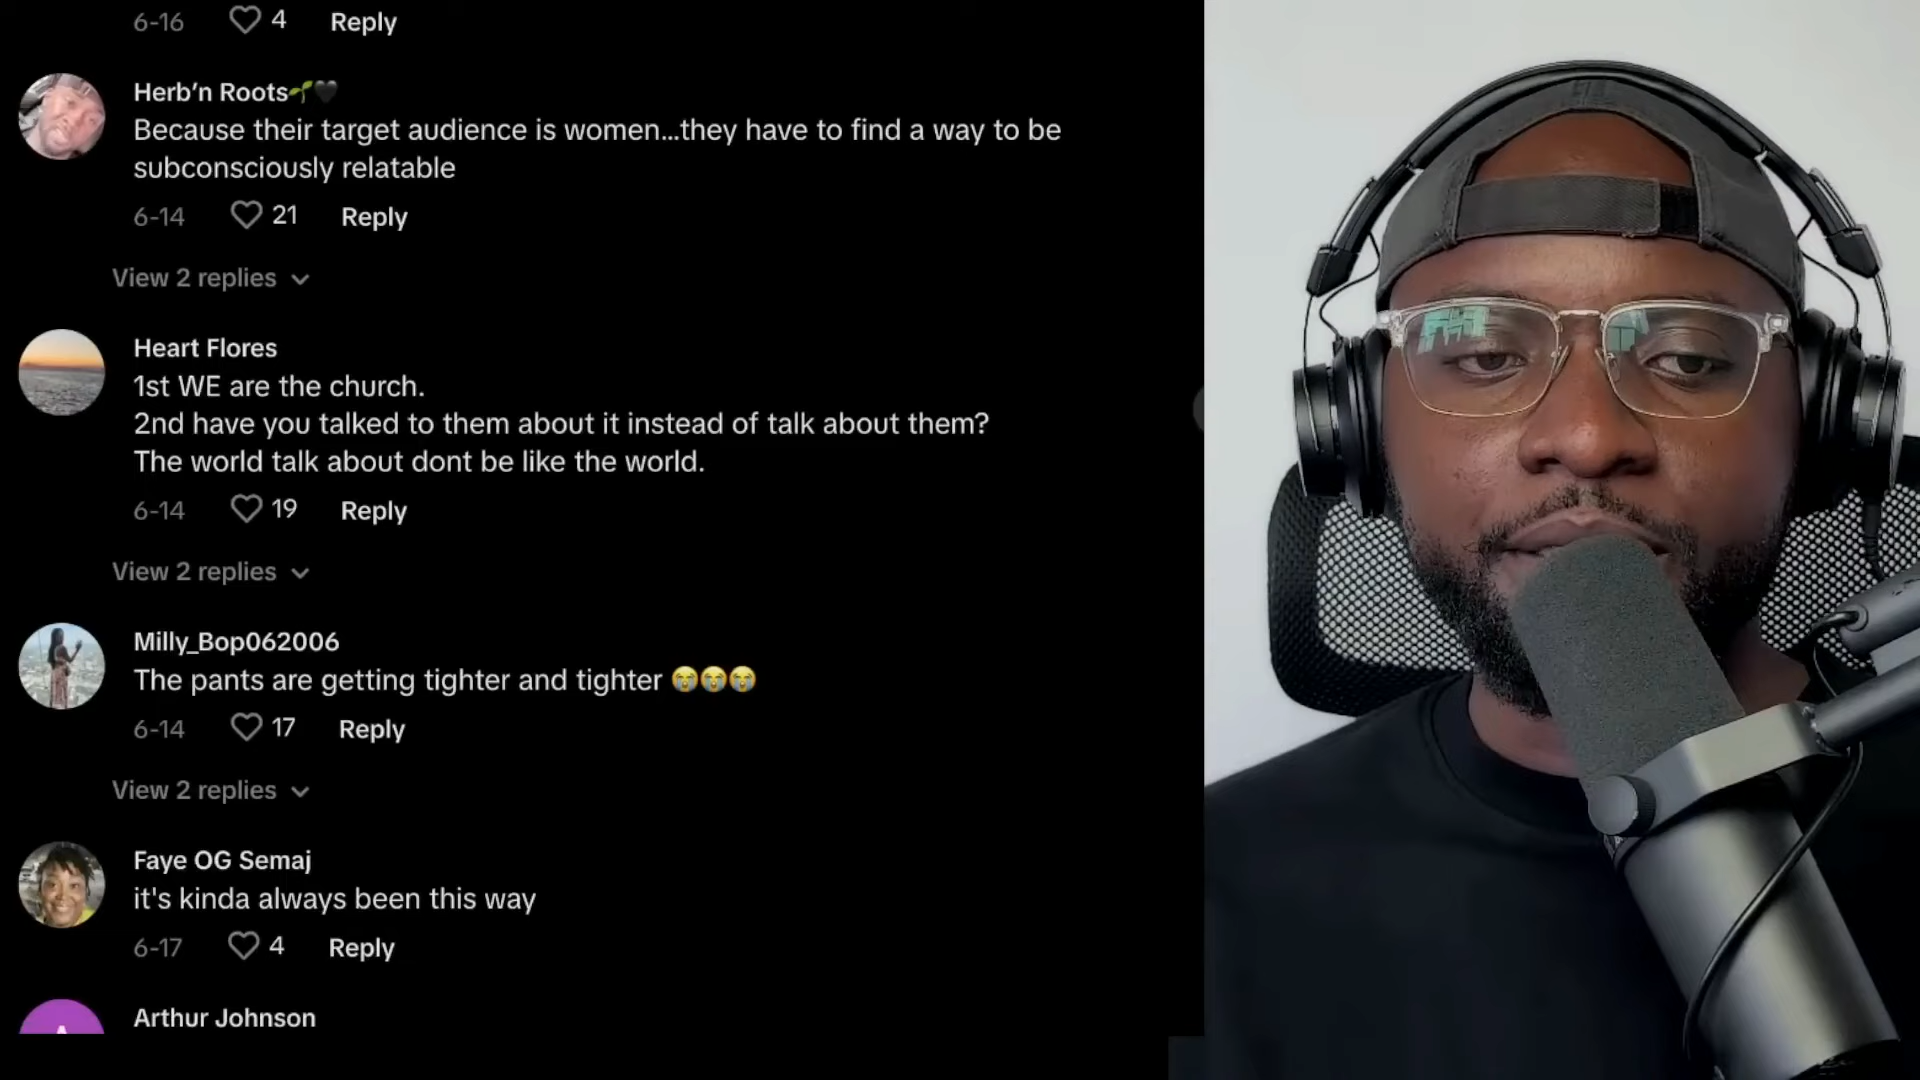 6-16 4 Reply
Herb’n Roots🌱🖤
Because their target audience is women...they have to find a way to be
subconsciously relatable
6-14 21 Reply
View 2 replies
Heart Flores
1st WE are the church.
2nd have you talked to them about it instead of talk about them?
The world talk about dont be like the world.
6-14 19 Reply
View 2 replies
Milly_Bop062006
The pants are getting tighter and tighter 😭😭😭
6-14 17 Reply
View 2 replies
Faye OG Semaj
it's kinda always been this way
6-17 4 Reply
Arthur Johnson